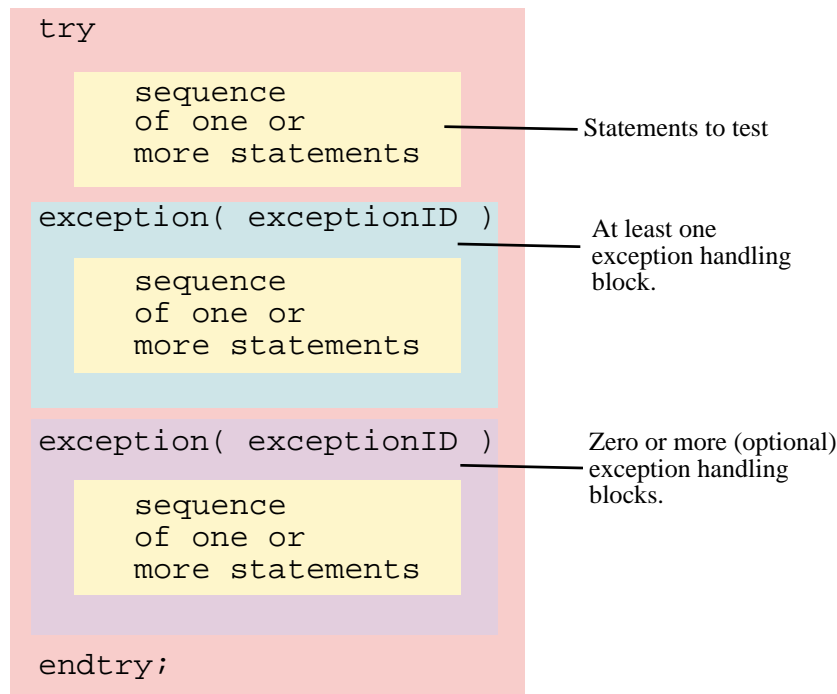 try
sequence
of one or
more statements
Statements to test
exception( exceptionID )
At least one
exception handling
block.
sequence
of one or
more statements
exception( exceptionID )
Zero or more (optional)
exception handling
blocks.
sequence
of one or
more statements
endtry;